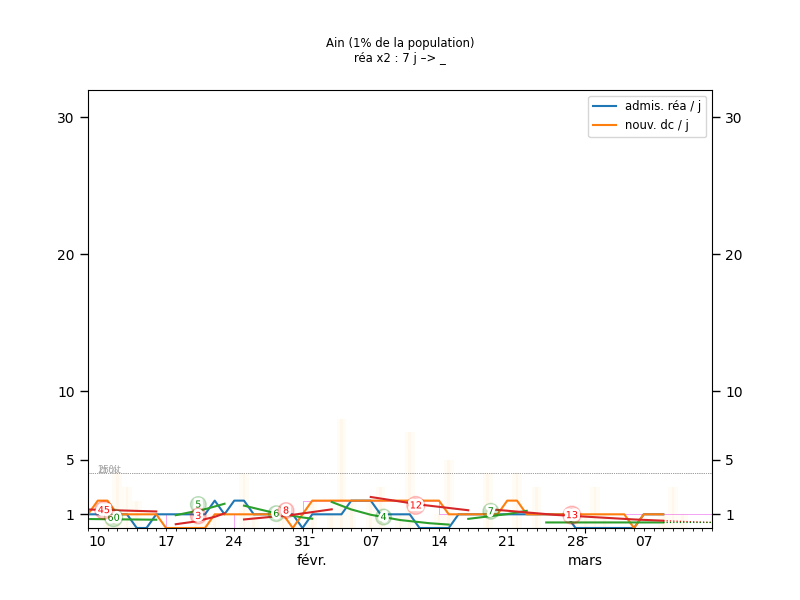 Ain (1% de la population)
réa x2 : 7 j –> _
admis. réa / j
nouv. dc / j
30 30
20 20
10 10
5 5
1 1
45 60 5 3 6 8 4 12 7 13
10 17 24 31 07 14 21 28 07
févr. mars